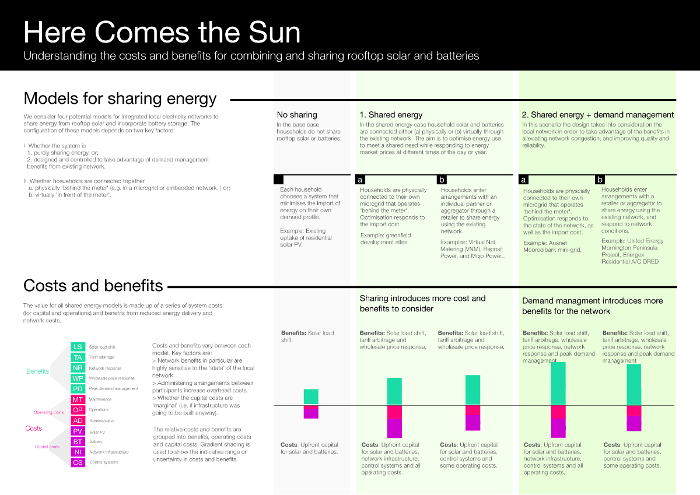 Here Comes the Sun
Understanding the costs and benefits for combining and sharing rooftop solar and batteries
Models for sharing energy
We consider four potential models for integrated local electricity networks to
share energy from rooftop solar and incorporate battery storage. The
configuration of these models depends on two key factors:
I. Whether the system is
1. purely sharing energy; or;
2. designed and controlled to take advantage of demand management
benefits from existing network.
II. Whether households are connected together
a. physically 'behind the meter' (e.g. in a microgrid or embedded network, ) or;
b. virtually 'in front of the meter'.
No sharing
In the base case
households do not share
rooftop solar or batteries.
1. Shared energy
In the shared energy case household solar and batteries
are connected either (a) physically or (b) virtually through
the existing network. The aim is to optimise energy use
to meet a shared need while responding to energy
market prices at different times of the day or year.
2. Shared energy + demand management
In this scenario the design takes into consideration the
local network in order to take advantage of the benefits in
alleviating network congestion, and improving quality and
reliability.
Each household
chooses a system that
minimises the import of
energy on their own
demand profile.
Example: Existing
uptake of residential
solar PV.
a
Households are physically
connected to their own
microgrid that operates
"behind the meter".
Optimisation responds to
the import cost.
Example: greenfield
development sites
b
Households enter
arrangements with an
individual partner or
aggregator through a
retailer to share energy
using the existing
network.
Examples: Virtual Net
Metering (VNM), Reposit
Power, and Mojo Power..
a
Households are physically
connected to their own
microgrid that operates
"behind the meter".
Optimisation responds to
the state of the network, as
well as the import cost.
Example: Ausnet
Mooroolbark mini-grid.
b
Households enter
arrangements with a
retailer or aggregator to
share energy using the
existing network, and
respond to network
conditions.
Example: United Energy
Mornington Peninsula
Project, Energex
Residential A/C DRED
Costs and benefits
The value for all shared energy models is made up of a series of system costs
(for capital and operations) and benefits from reduced energy delivery and
network costs.
Sharing introduces more cost and
benefits to consider
Demand managment introduces more
benefits for the network
Benefits
Operating costs
Costs
Capital costs
LS Solar load shift
TA Tariff arbitrage
NR Network response
WP Wholesale price response
PD Peak demand management
MT Maintenance
OP Operations
AD Administration
PV Solar PV
BT Battery
NI Network infrastructure
CS Control systems
Costs and benefits vary between each
model. Key factors are:
> Network benefits in particular are
highly sensitive to the 'state' of the local
network
> Administering arrangements between
participants increase overhead costs.
> Whether the capital costs are
'marginal' (i.e. if infrastructure was
going to be built anyway).
The relative costs and benefits are
grouped into benefits, operating costs
and capital costs. Gradient shading is
used to show the indicative range or
uncertainty in costs and benefits.
Benefits: Solar load
shift.
Costs: Upfront capital
for solar and batteries.
Benefits: Solar load shift,
tariff arbitrage and
wholesale price response.
Costs: Upfront capital
for solar and batteries,
network infrastructure,
control systems and all
operating costs.
Benefits: Solar load shift,
tariff arbitrage and
wholesale price response.
Costs: Upfront capital
for solar and batteries,
control systems and
some operating costs.
Benefits: Solar load shift,
tariff arbitrage, wholesale
price response, network
response and peak demand
management
Costs: Upfront capital
for solar and batteries,
network infrastructure,
control systems and all
operating costs.
Benefits: Solar load shift,
tariff arbitrage, wholesale
price response, network
response and peak demand
management
Costs: Upfront capital
for solar and batteries,
control systems and
some operating costs.